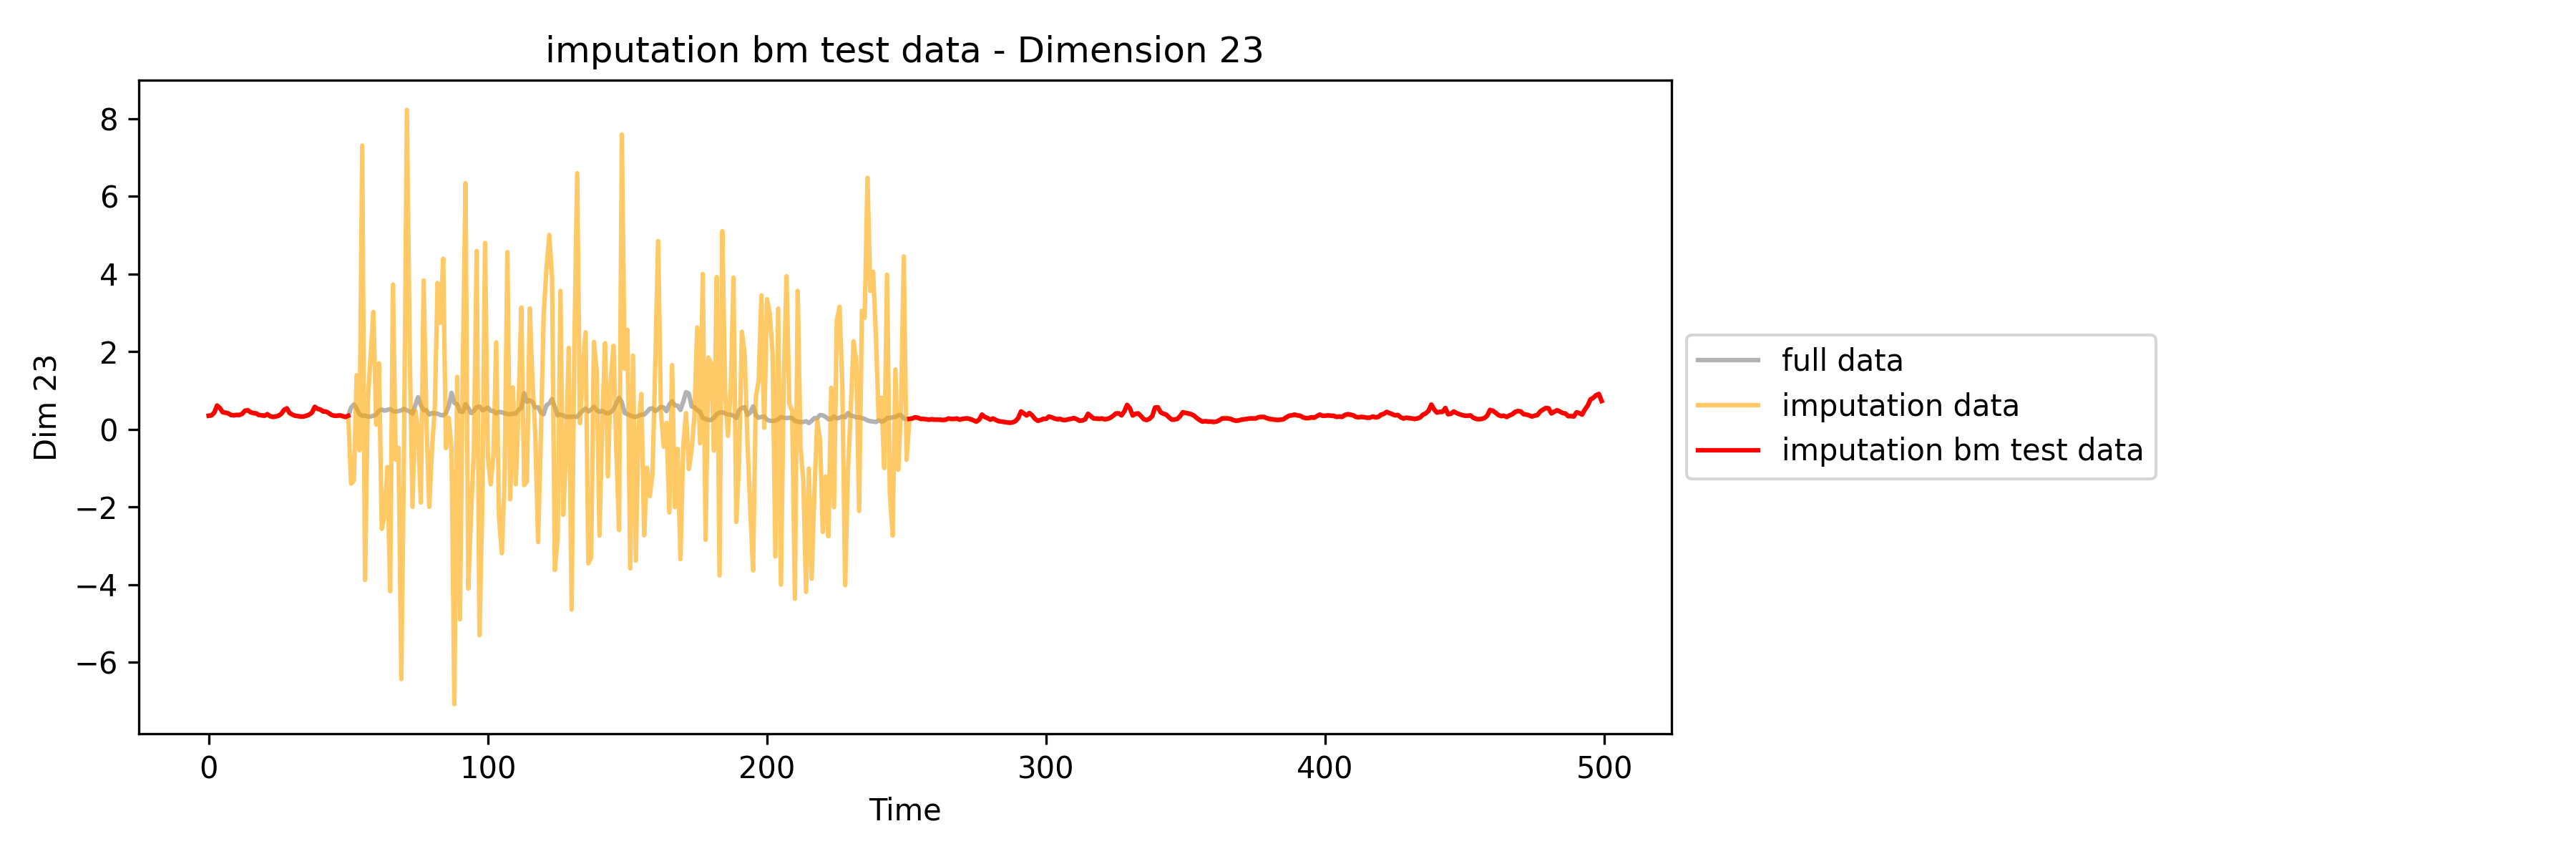 imputation bm test data - Dimension 23
8
6
4
2
0
−2
−4
−6
Dim 23
0 100 200 300 400 500
Time
full data
imputation data
imputation bm test data